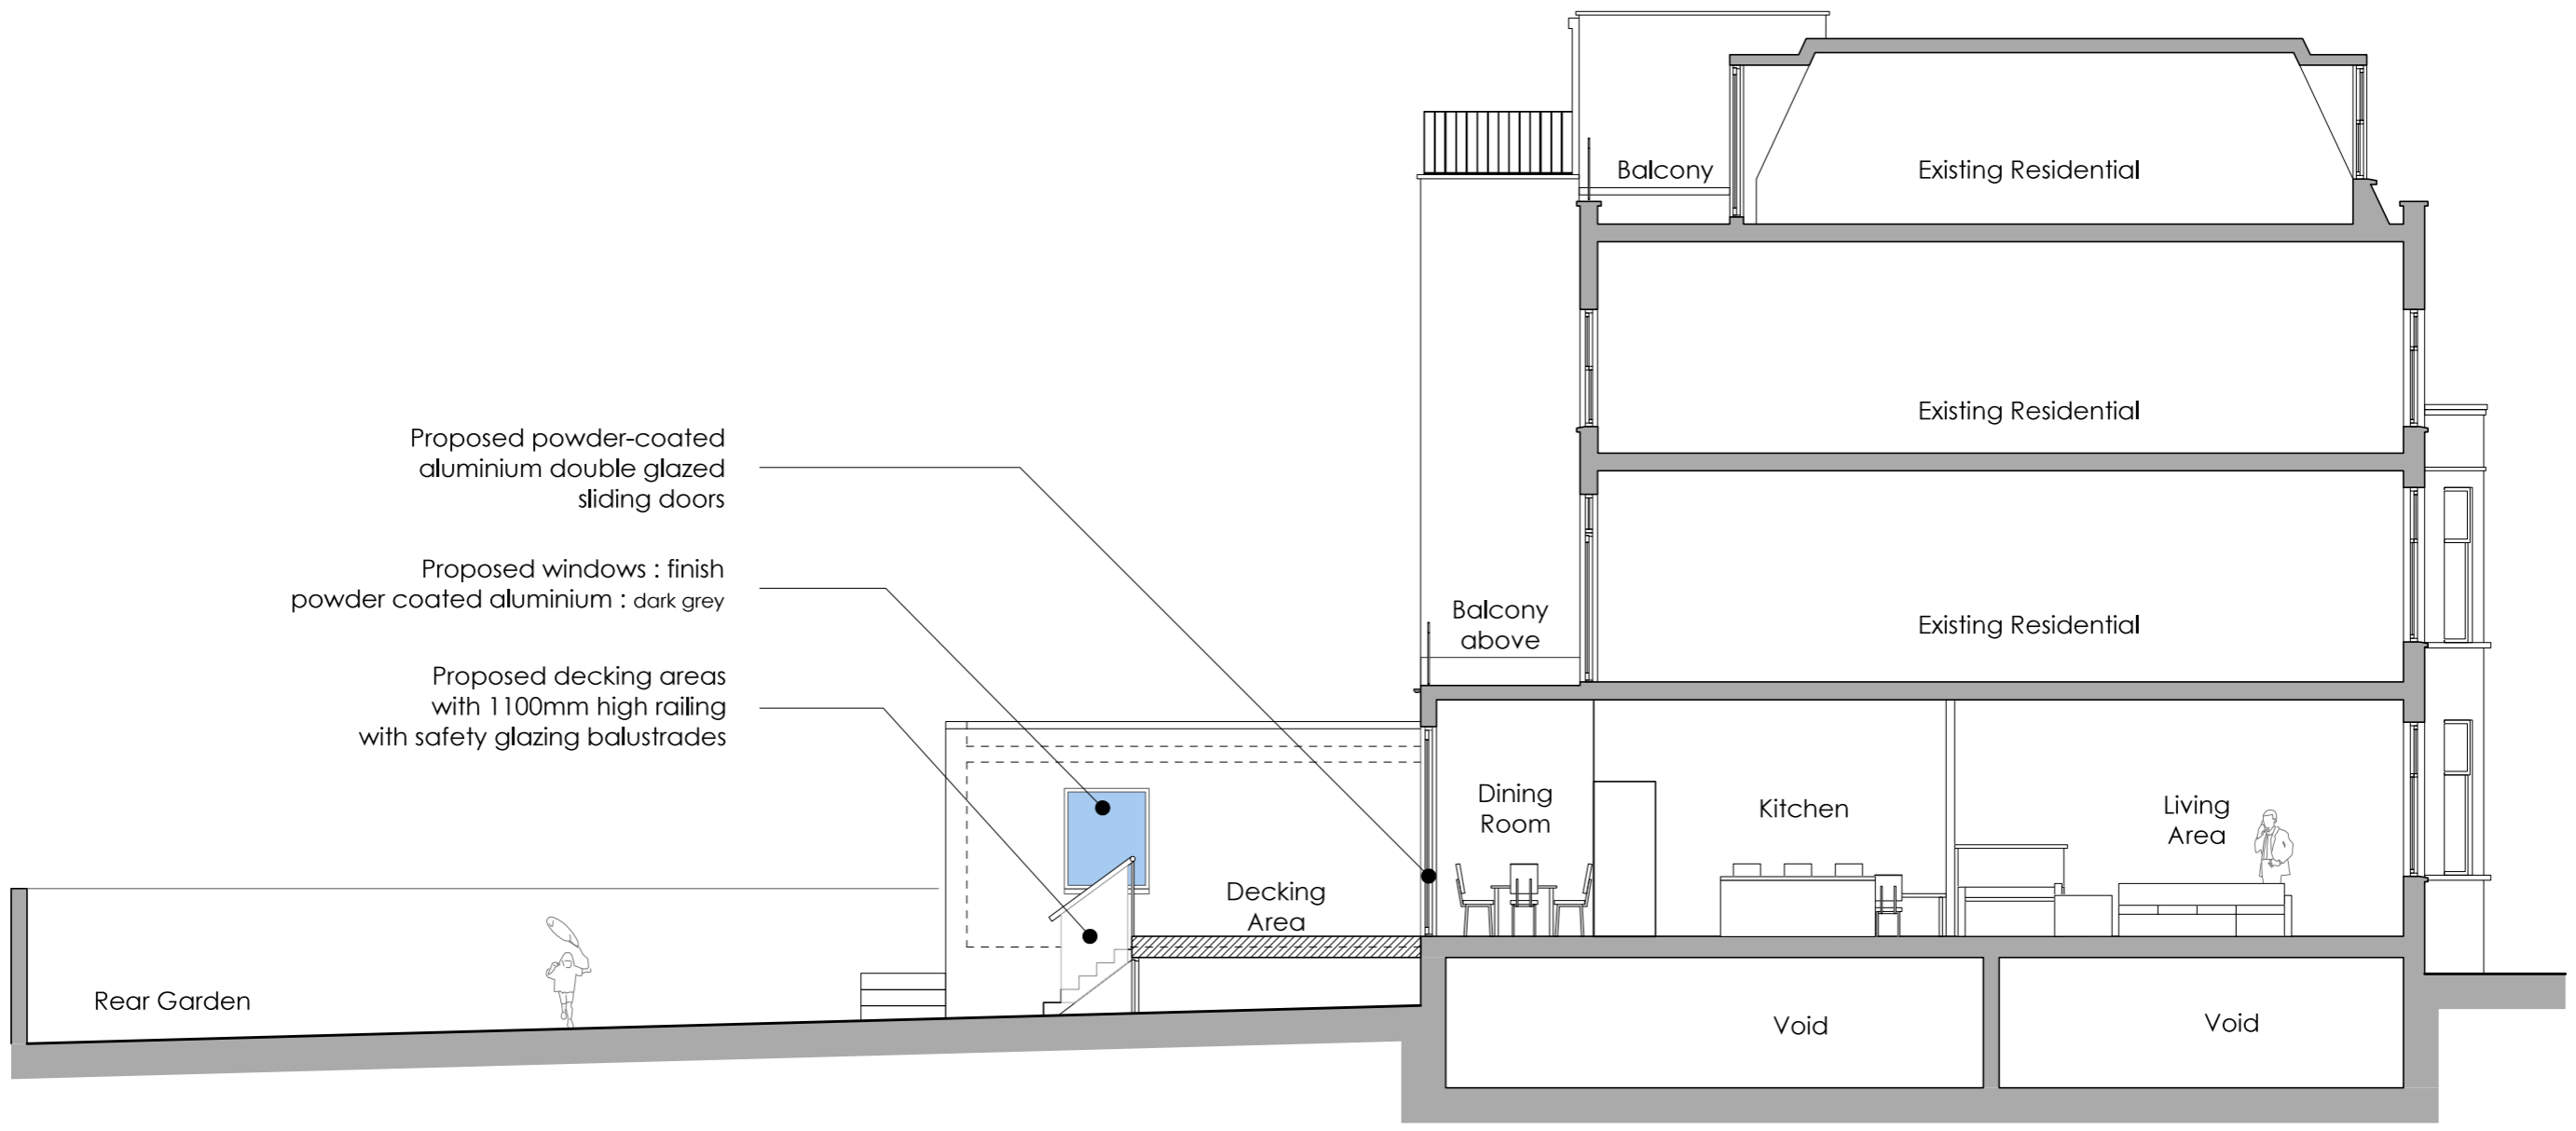 Balcony
Existing Residential
Existing Residential
Proposed powder-coated
aluminium double glazed
sliding doors
Proposed windows : finish
powder coated aluminium : dark grey
Balcony
above
Existing Residential
Proposed decking areas
with 1100mm high railing
with safety glazing balustrades
Dining
Room
Kitchen
Living
Area
Decking
Area
Rear Garden
Void
Void